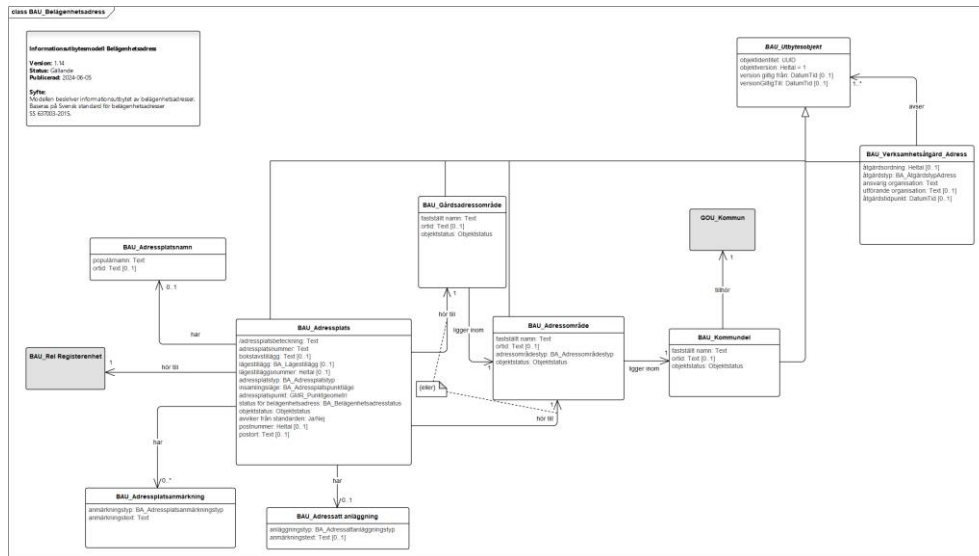 class BAU_Belägenhetsadress
Informationsutbytesmodell Belägenhetsadress
Version: 1.14
Status: Gällande
Publicerad: 2024-06-05
Syfte:
Modellen beskriver informationsutbytet av belägenhetsadresser.
Baseras på Svensk standard för belägenhetsadresser
SS 637003-2015.
BAU_Utbytesobjekt
objektidentitet: UUID
objektversion: Heltal = 1
version giltig från: DatumTid [0..1]
versionGiltigTill: DatumTid [0..1]
1..*
avser
BAU_Verksamhetsåtgärd_Adress
åtgärdsordning: Heltal [0..1]
åtgärdstyp: BA_ÅtgärdstypAdress
ansvarig organisation: Text
utförande organisation: Text [0..1]
åtgärdstidpunkt: DatumTid [0..1]
BAU_Gårdsadressområde
fastställt namn: Text
ortid: Text [0..1]
objektstatus: Objektstatus
GOU_Kommun
1
tillhör
BAU_Adressplatsnamn
populärnamn: Text
ortid: Text [0..1]
0..1
har
1
hör till
ligger inom
1
BAU_Adressområde
fastställt namn: Text
ortid: Text [0..1]
adressområdestyp: BA_Adressområdestyp
objektstatus: Objektstatus
1
ligger inom
BAU_Kommundel
fastställt namn: Text
ortid: Text [0..1]
objektstatus: Objektstatus
BAU_Rel Registerenhet
1
hör till
BAU_Adressplats
/adressplatsbeteckning: Text
adressplatsnummer: Text
bokstavstillägg: Text [0..1]
lägestillägg: BA_Lägestillägg [0..1]
lägestilläggsnummer: Heltal [0..1]
adressplatstyp: BA_Adressplatstyp
insamlingsläge: BA_Adressplatspunktläge
adressplatspunkt: GMR_Punktgeometri
status för belägenhetsadress: BA_Belägenhetsadresstatus
objektstatus: Objektstatus
avviker från standarden: Ja/Nej
postnummer: Heltal [0..1]
postort: Text [0..1]
{eller}
1
hör till
har
0..*
BAU_Adressplatsanmärkning
anmärkningstyp: BA_Adressplatsanmärkningstyp
anmärkningstext: Text
har
0..1
BAU_Adressatt anläggning
anläggningstyp: BA_Adressattanläggningstyp
anmärkningstext: Text [0..1]